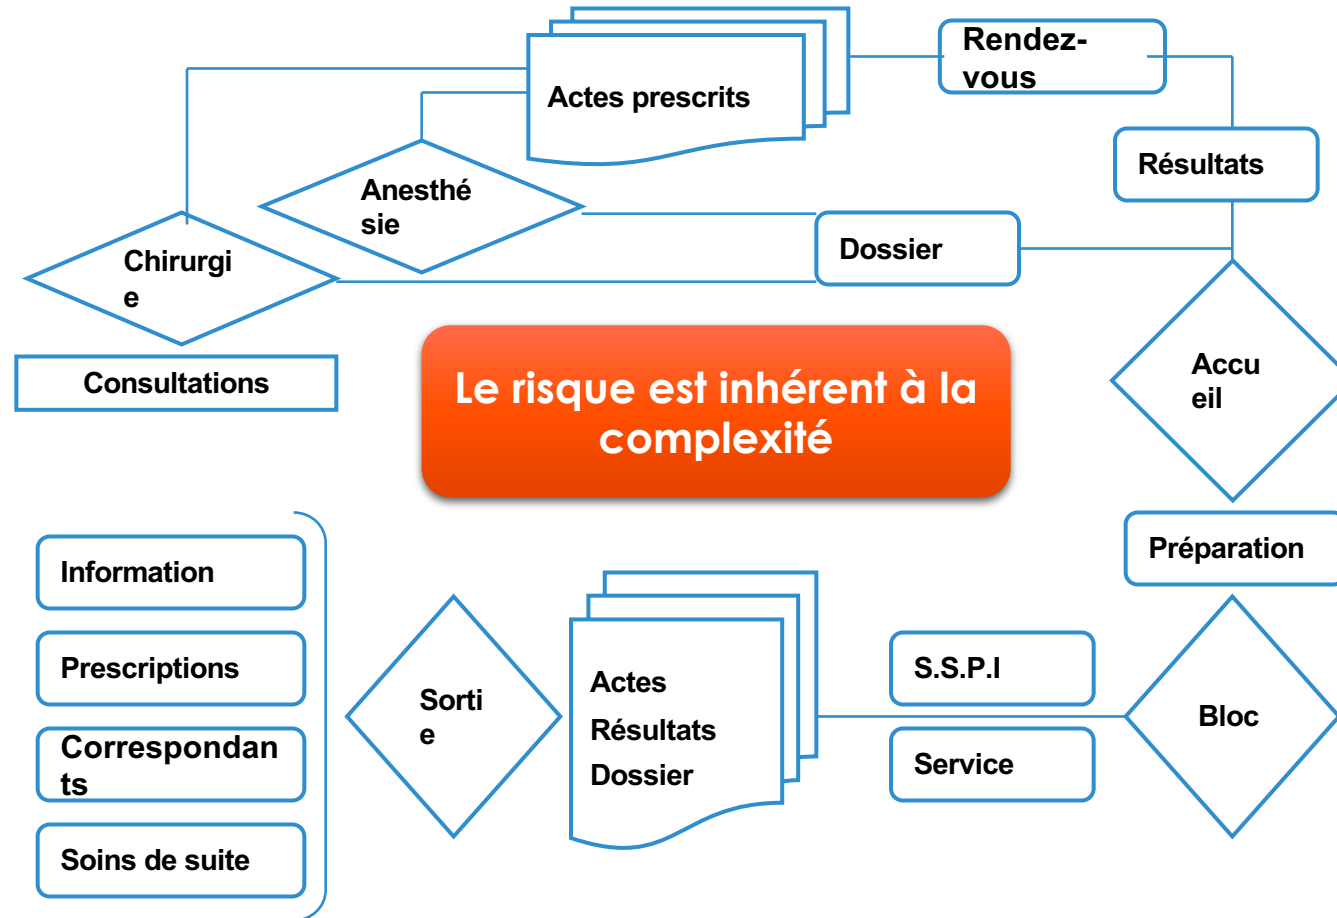 Rendez-
vous
Actes prescrits
Résultats
Anesthé
sie
Dossier
Chirurgi
e
Consultations
Le risque est inhérent à la
complexité
Accu
eil
Préparation
Information
Prescriptions
Correspondan
ts
Soins de suite
Sorti
e
Actes
Résultats
Dossier
S.S.P.I
Service
Bloc